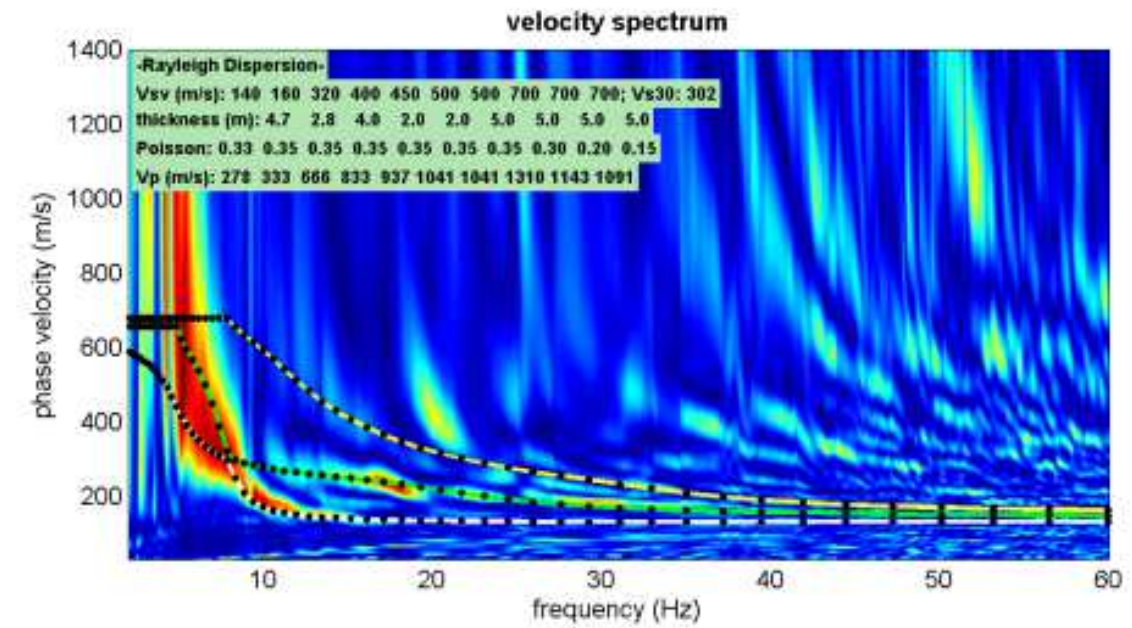 velocity spectrum
-Rayleigh Dispersion-
Vsv (m/s): 140 160 320 400 450 500 500 700 700 700; Vs30: 302
thickness (m): 4.7 2.8 4.0 2.0 2.0 5.0 5.0 5.0 5.0
Poisson: 0.33 0.35 0.35 0.35 0.35 0.35 0.35 0.30 0.20 0.15
Vp (m/s): 278 333 666 833 937 1041 1041 1310 1143 1091
phase velocity (m/s)
1400
1200
1000
800
600
400
200
10 20 30 40 50 60
frequency (Hz)